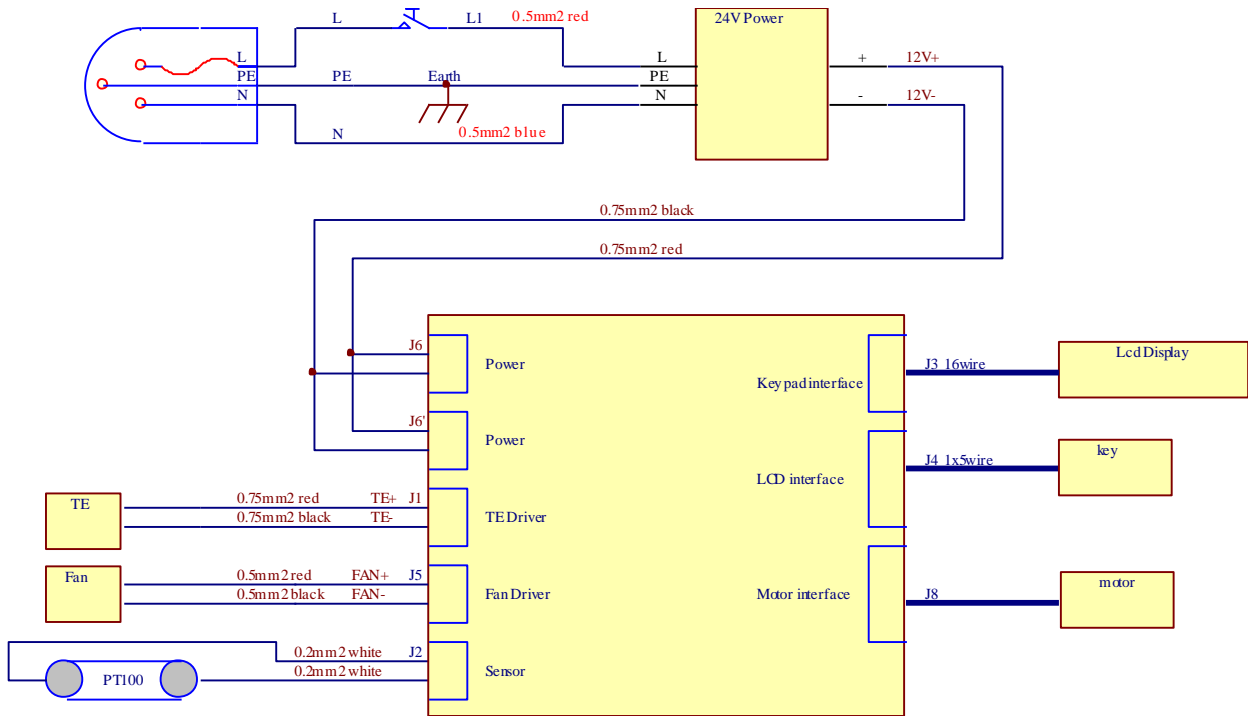 L
L1
0.5mm2 red
24V Power
L
PE
N
PE
Earth
N
0.5mm2 blue
L
PE
N
+
12V+
-
12V-
0.75mm2 black
0.75mm2 red
J6
Power
J6'
Power
Key pad interface
J3 16wire
Lcd Display
LCD interface
J4 1x5wire
key
TE
0.75mm2 red
TE+
J1
0.75mm2 black
TE-
TE Driver
Fan
0.5mm2 red
FAN+
J5
0.5mm2 black
FAN-
Fan Driver
Motor interface
J8
motor
0.2mm2 white
J2
0.2mm2 white
PT100
Sensor